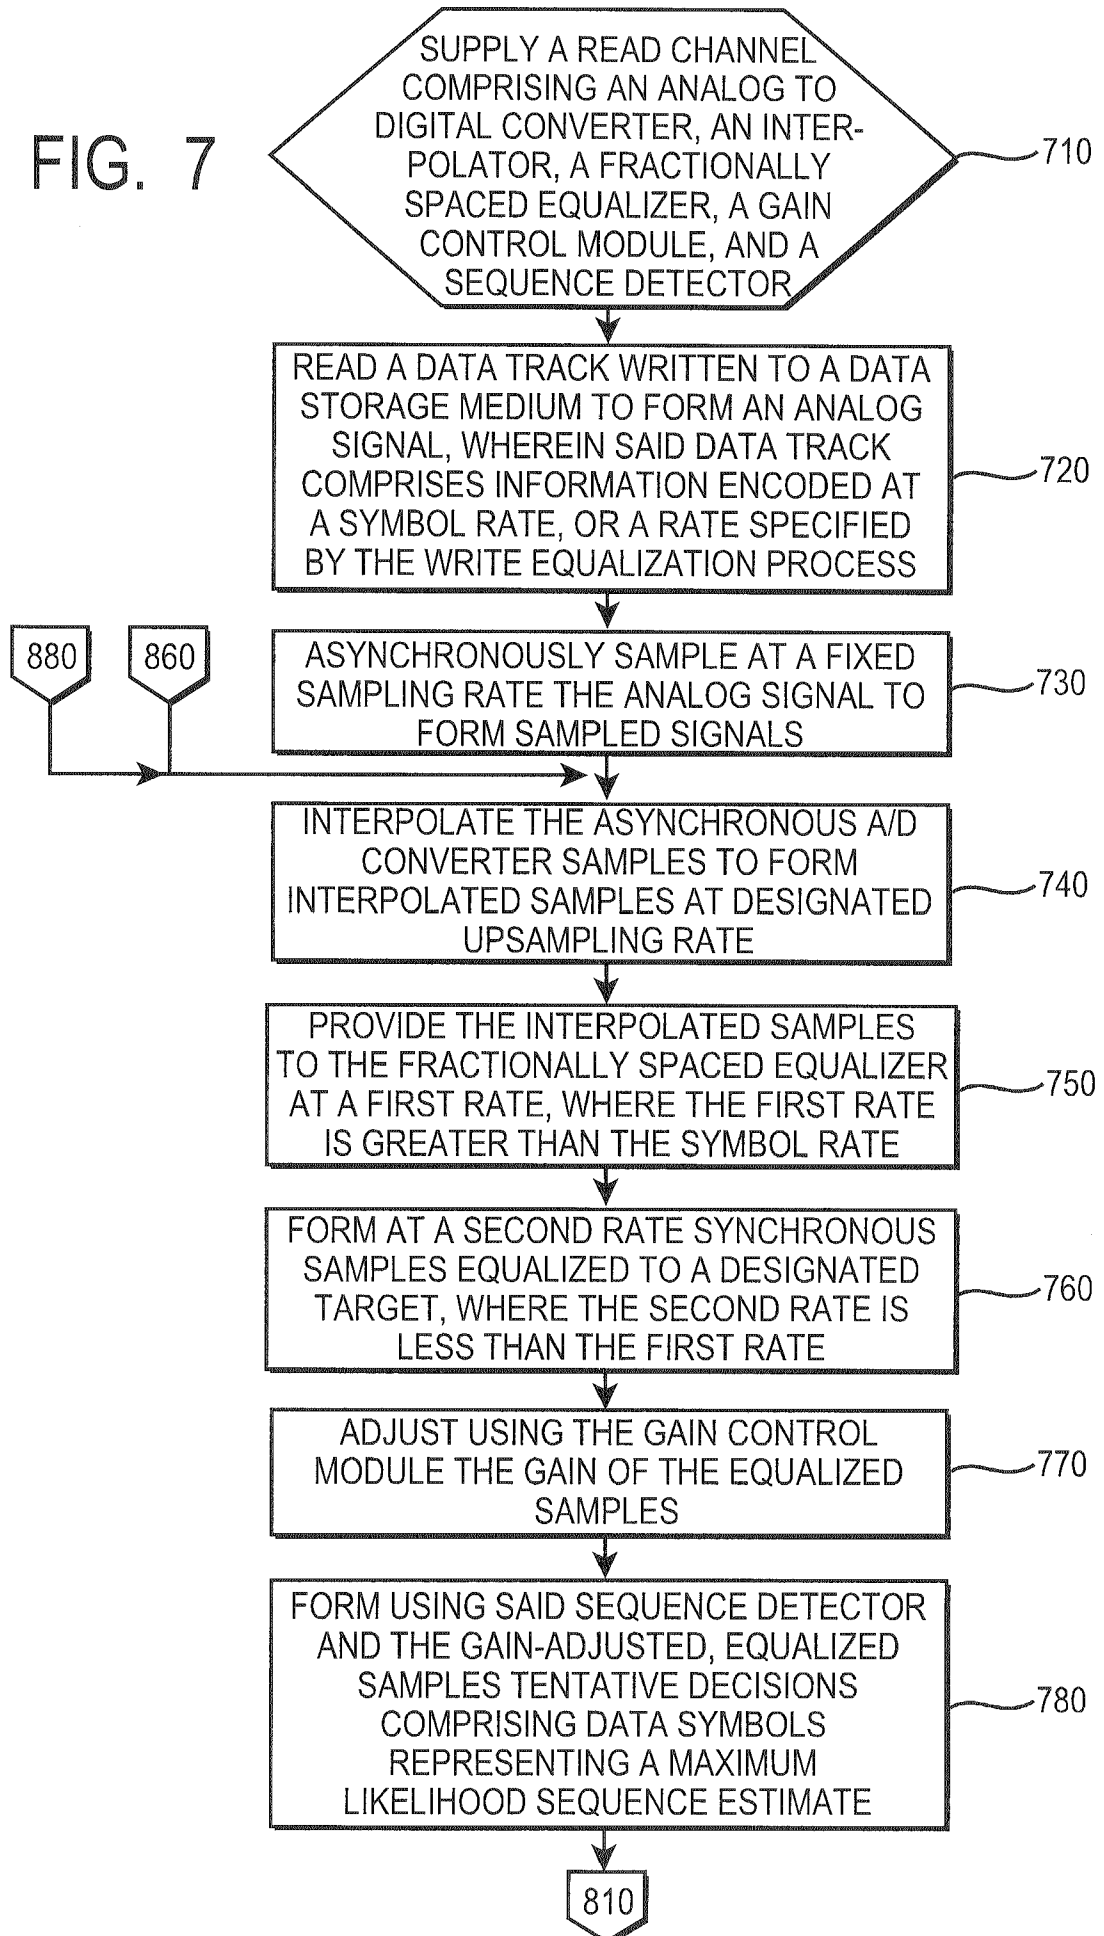 FIG. 7
SUPPLY A READ CHANNEL
COMPRISING AN ANALOG TO
DIGITAL CONVERTER, AN INTER-
POLATOR, A FRACTIONALLY
SPACED EQUALIZER, A GAIN
CONTROL MODULE, AND A
SEQUENCE DETECTOR
710
READ A DATA TRACK WRITTEN TO A DATA
STORAGE MEDIUM TO FORM AN ANALOG
SIGNAL, WHEREIN SAID DATA TRACK
COMPRISES INFORMATION ENCODED AT
A SYMBOL RATE, OR A RATE SPECIFIED
BY THE WRITE EQUALIZATION PROCESS
720
880
860
ASYNCHRONOUSLY SAMPLE AT A FIXED
SAMPLING RATE THE ANALOG SIGNAL TO
FORM SAMPLED SIGNALS
730
INTERPOLATE THE ASYNCHRONOUS A/D
CONVERTER SAMPLES TO FORM
INTERPOLATED SAMPLES AT DESIGNATED
UPSAMPLING RATE
740
PROVIDE THE INTERPOLATED SAMPLES
TO THE FRACTIONALLY SPACED EQUALIZER
AT A FIRST RATE, WHERE THE FIRST RATE
IS GREATER THAN THE SYMBOL RATE
750
FORM AT A SECOND RATE SYNCHRONOUS
SAMPLES EQUALIZED TO A DESIGNATED
TARGET, WHERE THE SECOND RATE IS
LESS THAN THE FIRST RATE
760
ADJUST USING THE GAIN CONTROL
MODULE THE GAIN OF THE EQUALIZED
SAMPLES
770
FORM USING SAID SEQUENCE DETECTOR
AND THE GAIN-ADJUSTED, EQUALIZED
SAMPLES TENTATIVE DECISIONS
COMPRISING DATA SYMBOLS
REPRESENTING A MAXIMUM
LIKELIHOOD SEQUENCE ESTIMATE
780
810